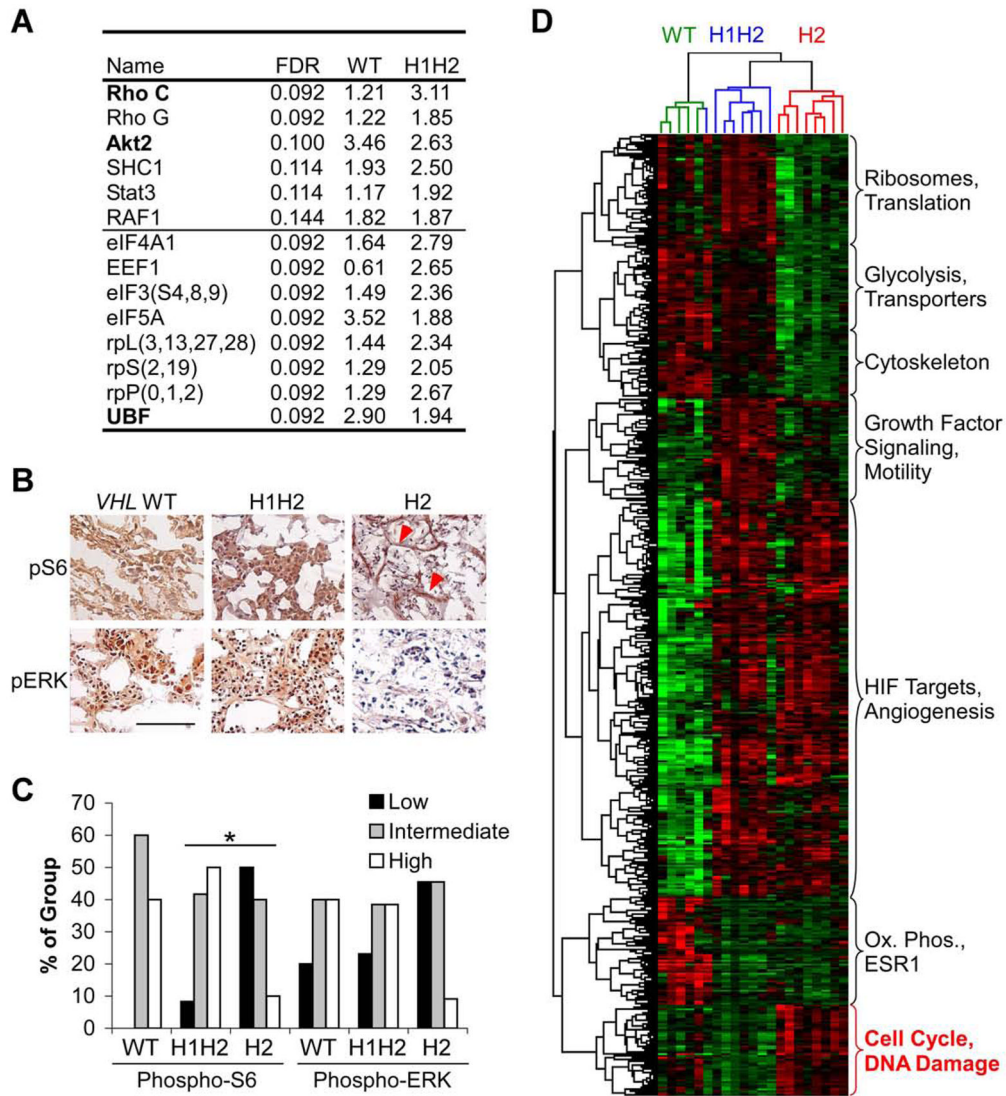 A
Name FDR WT H1H2
Rho C 0.092 1.21 3.11
Rho G 0.092 1.22 1.85
Akt2 0.100 3.46 2.63
SHC1 0.114 1.93 2.50
Stat3 0.114 1.17 1.92
RAF1 0.144 1.82 1.87
eIF4A1 0.092 1.64 2.79
EEF1 0.092 0.61 2.65
eIF3(S4,8,9) 0.092 1.49 2.36
eIF5A 0.092 3.52 1.88
rpL(3,13,27,28) 0.092 1.44 2.34
rpS(2,19) 0.092 1.29 2.05
rpP(0,1,2) 0.092 1.29 2.67
UBF 0.092 2.90 1.94
B
VHL WT H1H2 H2
pS6
pERK
C
% of Group
70
60
50
40
30
20
10
0
*
Low
Intermediate
High
WT H1H2 H2 WT H1H2 H2
Phospho-S6 Phospho-ERK
D
WT H1H2 H2
Ribosomes,
Translation
Glycolysis,
Transporters
Cytoskeleton
Growth Factor
Signaling,
Motility
HIF Targets,
Angiogenesis
Ox. Phos.,
ESR1
Cell Cycle,
DNA Damage